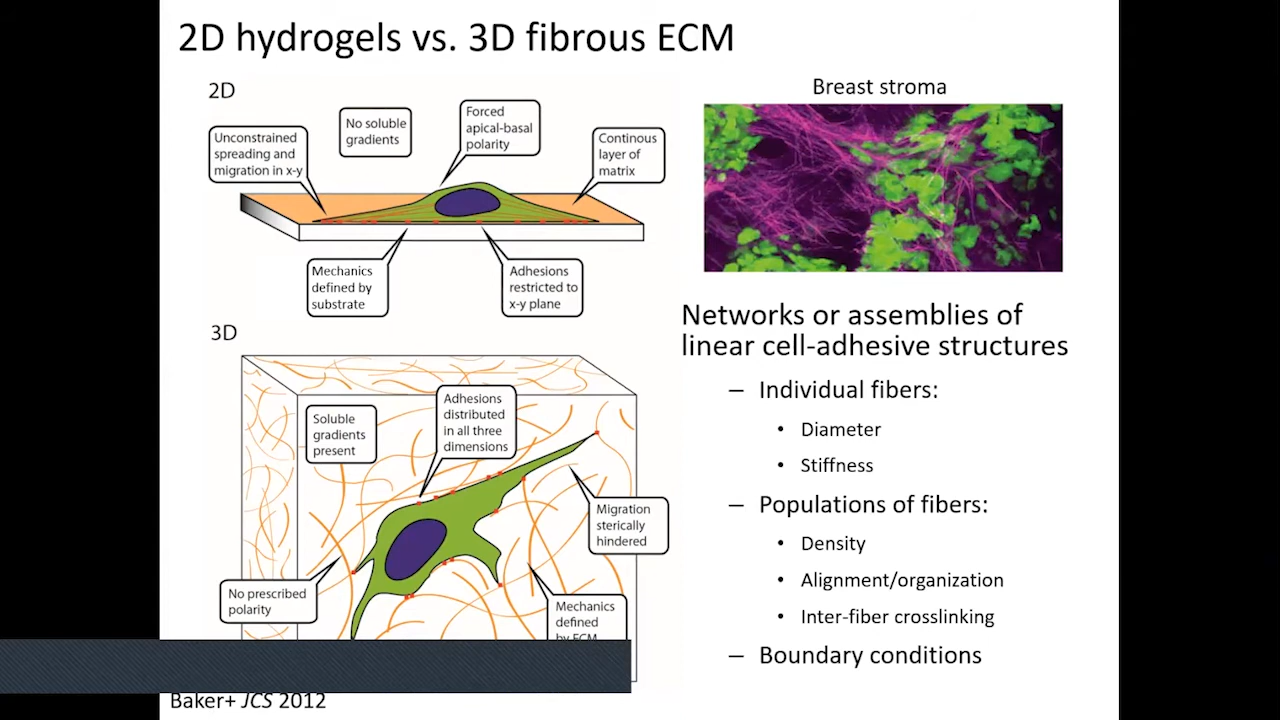 2D hydrogels vs. 3D fibrous ECM
2D
Unconstrained
spreading and
migration in x-y
No soluble
gradients
Forced
apical-basal
polarity
Continous
layer of
matrix
Mechanics
defined by
substrate
Adhesions
restricted to
x-y plane
3D
Soluble
gradients
present
Adhesions
distributed
in all three
dimensions
Migration
sterically
hindered
No prescribed
polarity
Mechanics
defined
by ECM
Baker+ JCS 2012
Breast stroma
Networks or assemblies of
linear cell-adhesive structures
– Individual fibers:
• Diameter
• Stiffness
– Populations of fibers:
• Density
• Alignment/organization
• Inter-fiber crosslinking
– Boundary conditions